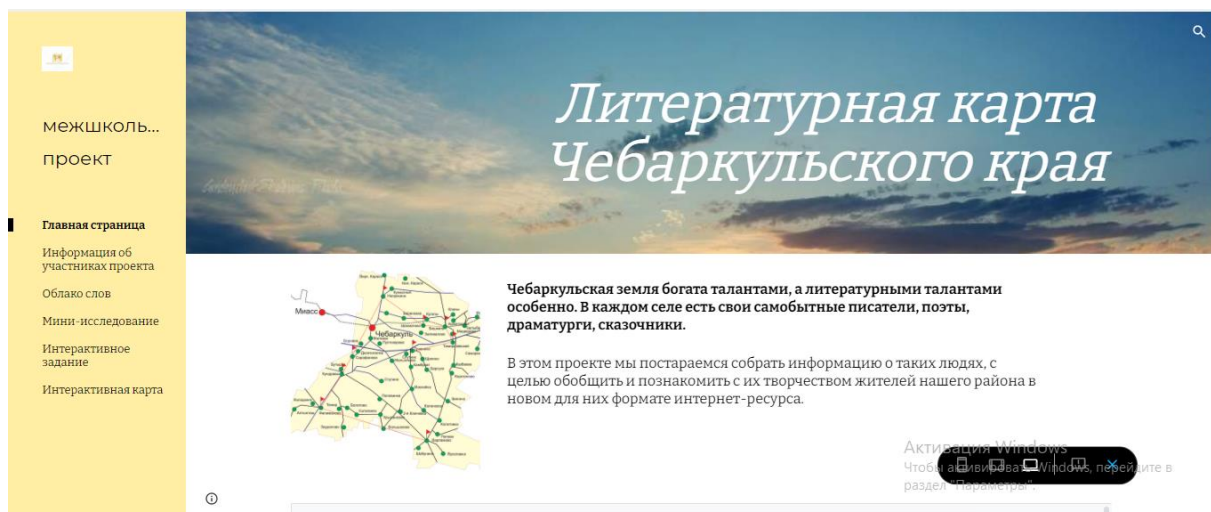 межшколь...
проект
Главная страница
Информация об
участниках проекта
Облако слов
Мини-исследование
Интерактивное
задание
Интерактивная карта
Литературная карта
Чебаркульского края
Миасс
Чебаркуль
Чебаркульская земля богата талантами, а литературными талантами
особенно. В каждом селе есть свои самобытные писатели, поэты,
драматурги, сказочники.
В этом проекте мы постараемся собрать информацию о таких людях, с
целью обобщить и познакомить с их творчеством жителей нашего района в
новом для них формате интернет-ресурса.
Активация Windows
Чтобы активировать Windows, перейдите в
раздел "Параметры".